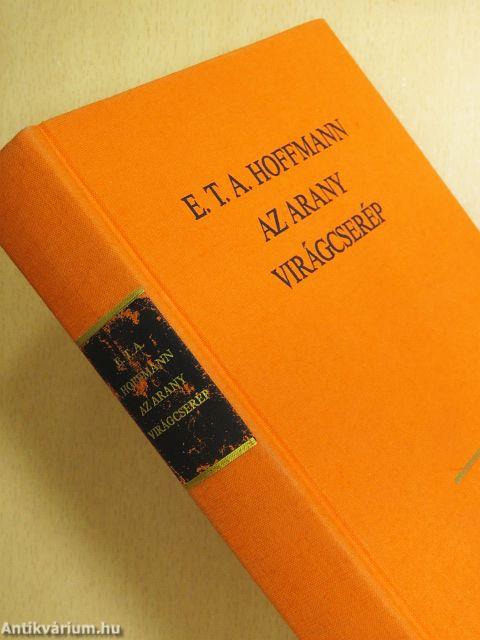 E. T. A. HOFFMANN
AZ ARANY
VIRÁGCSERÉP
E. T. A.
HOFFMANN
AZ ARANY
VIRÁGCSERÉP
Antikvárium.hu